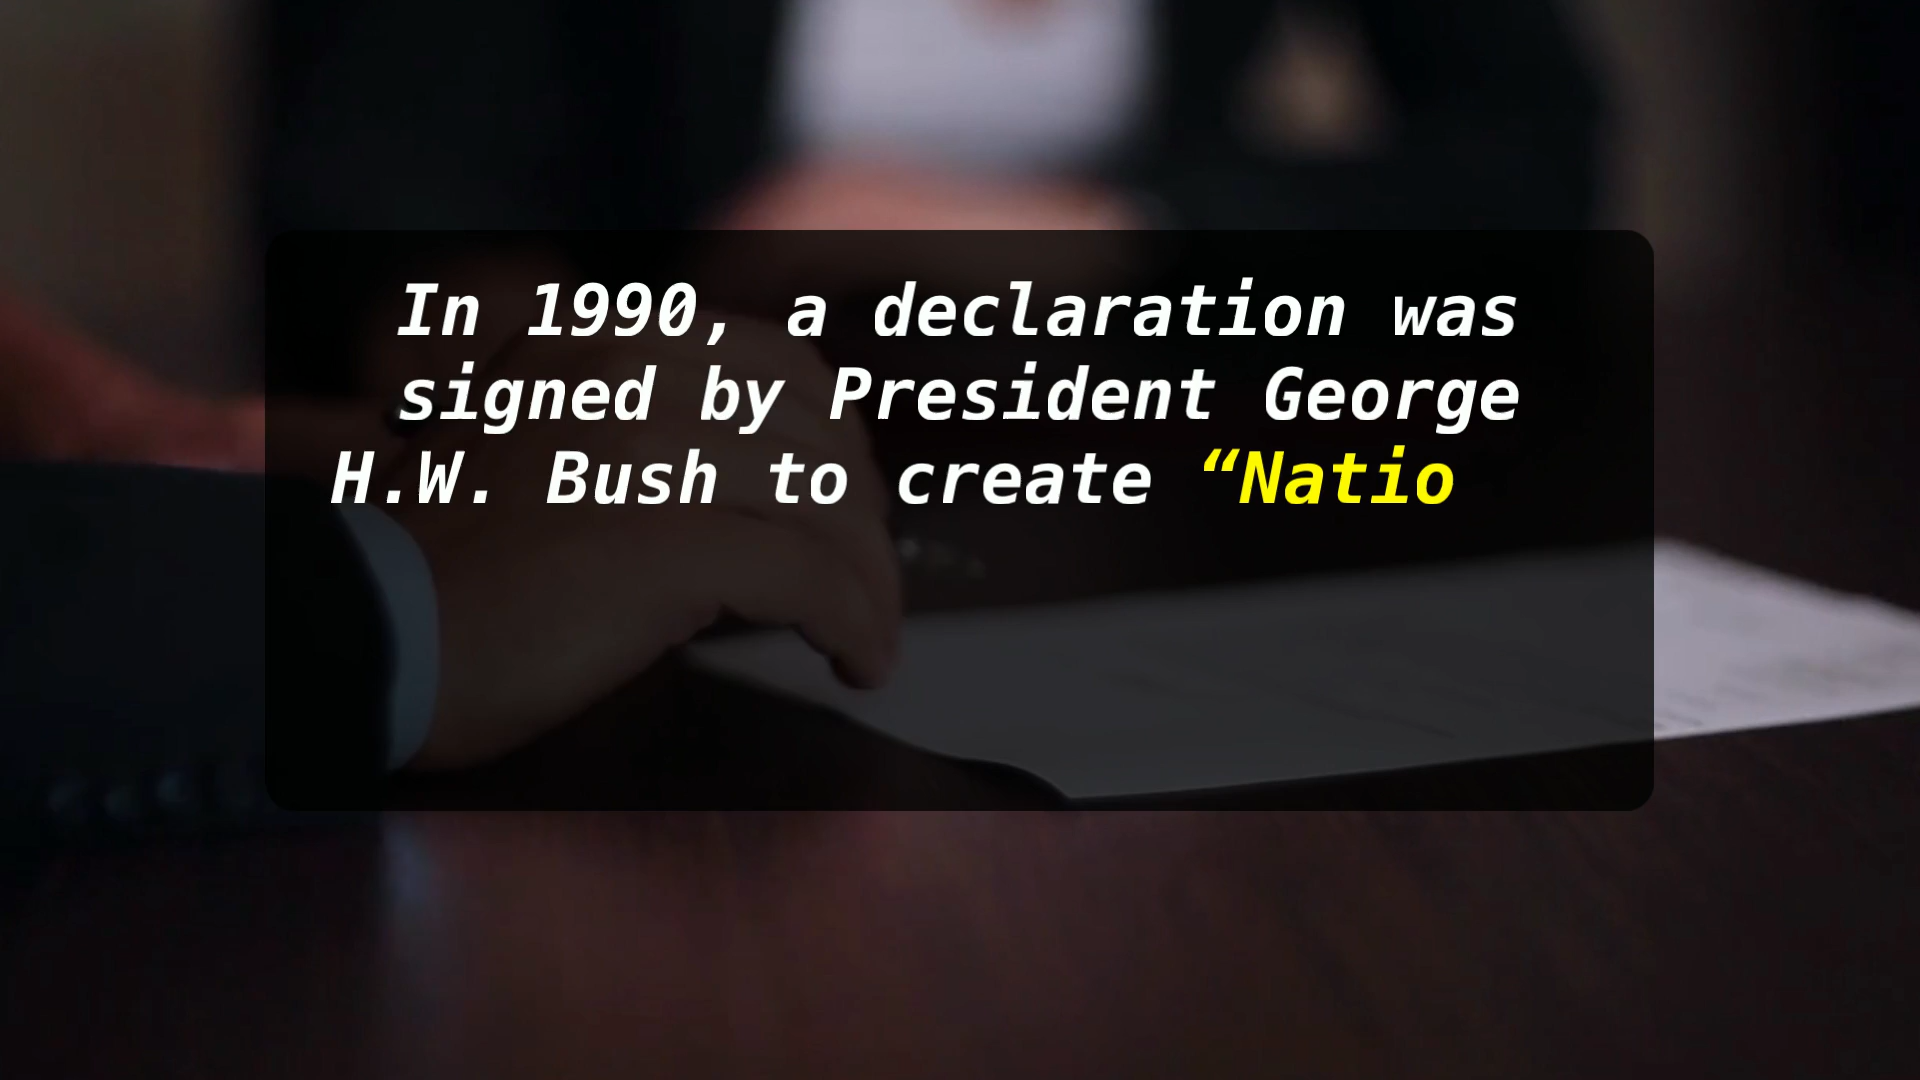 In 1990, a declaration was
signed by President George
H.W. Bush to create “Natio